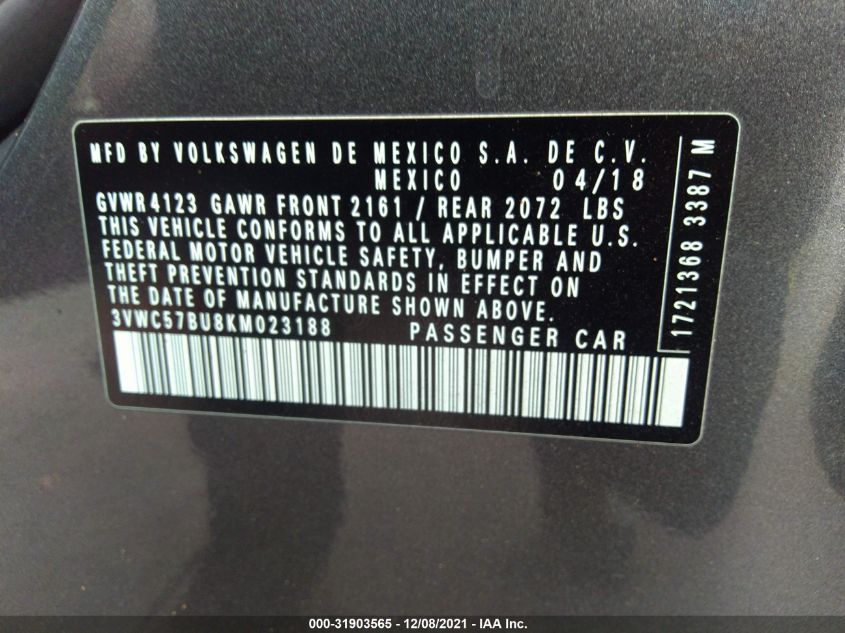 MFD BY VOLKSWAGEN DE MEXICO S.A. DE C.V.
MEXICO 04/18
GVWR 4123 GAWR FRONT 2161 / REAR 2072 LBS
THIS VEHICLE CONFORMS TO ALL APPLICABLE U.S.
FEDERAL MOTOR VEHICLE SAFETY, BUMPER AND
THEFT PREVENTION STANDARDS IN EFFECT ON
THE DATE OF MANUFACTURE SHOWN ABOVE.
3VWC57BU8KM023188 PASSENGER CAR
1721368 3387 M
000-31903565 - 12/08/2021 - IAA Inc.